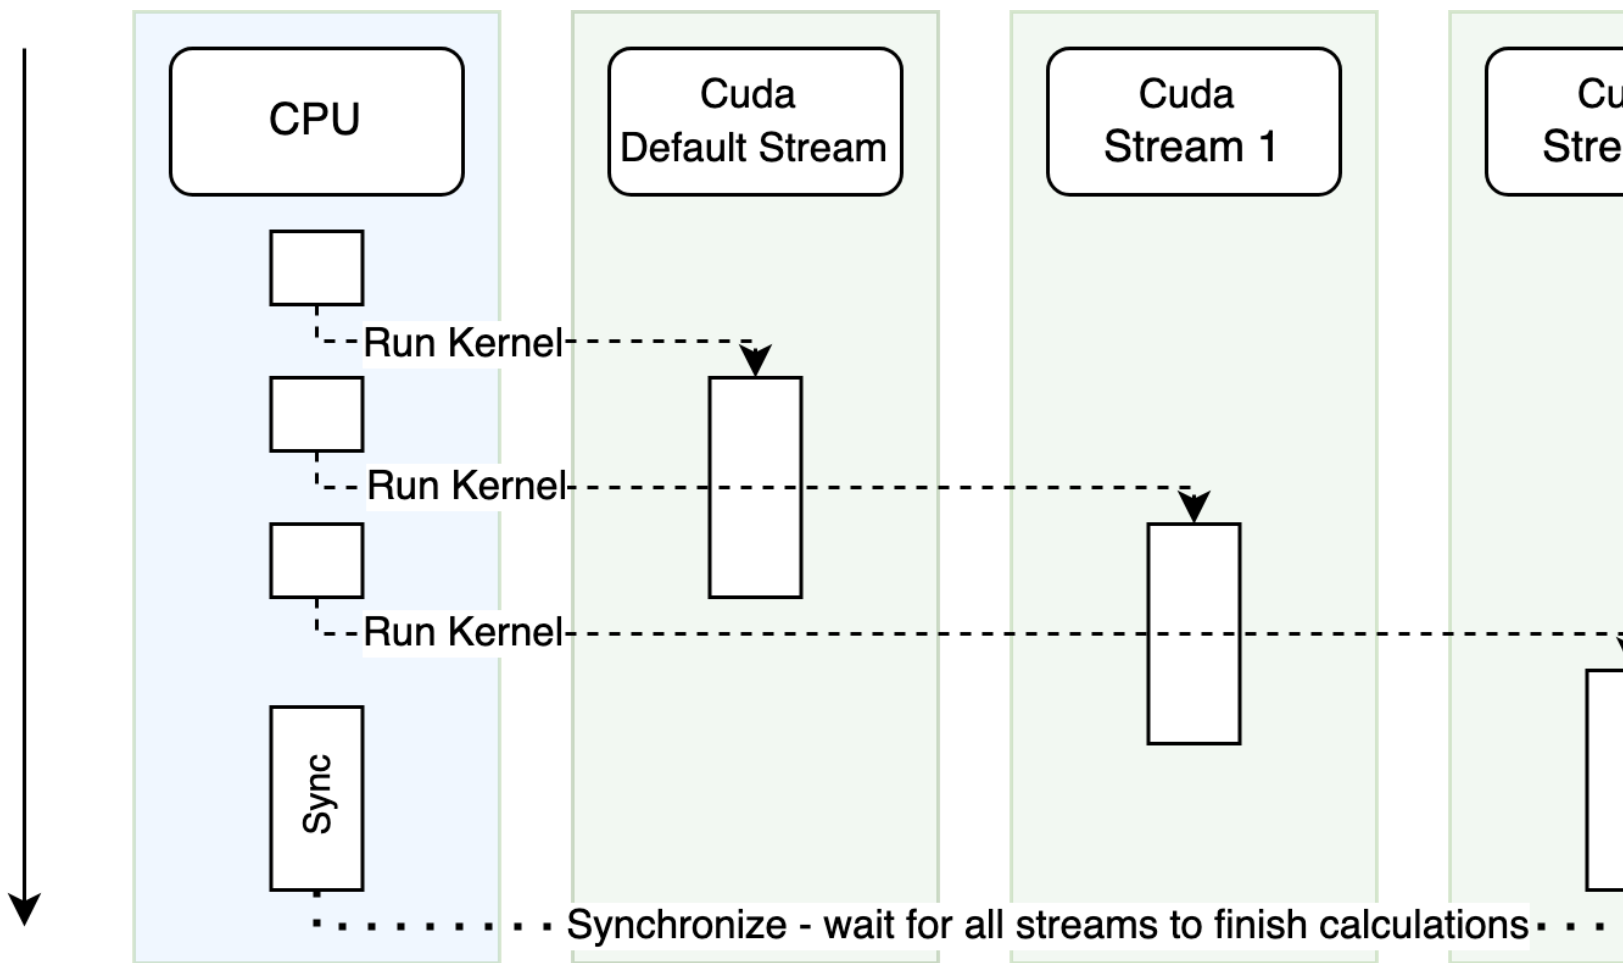 CPU
Cuda
Default Stream
Cuda
Stream 1
Run Kernel
Run Kernel
Run Kernel
Sync
Synchronize - wait for all streams to finish calculations